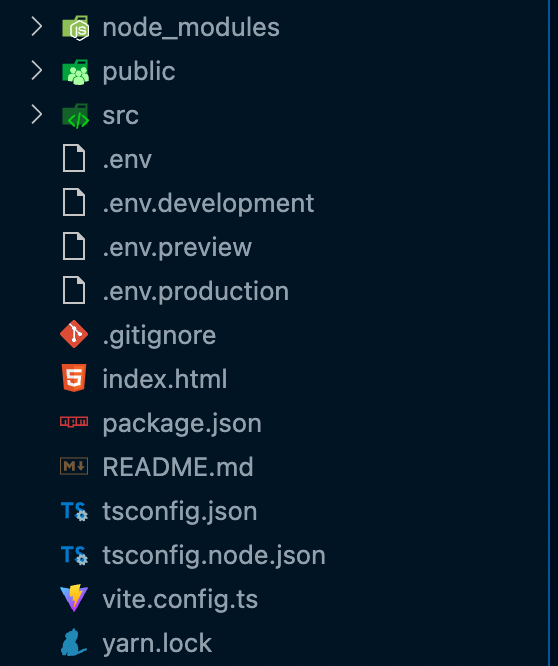 node_modules
public
src
.env
.env.development
.env.preview
.env.production
.gitignore
index.html
package.json
README.md
tsconfig.json
tsconfig.node.json
vite.config.ts
yarn.lock